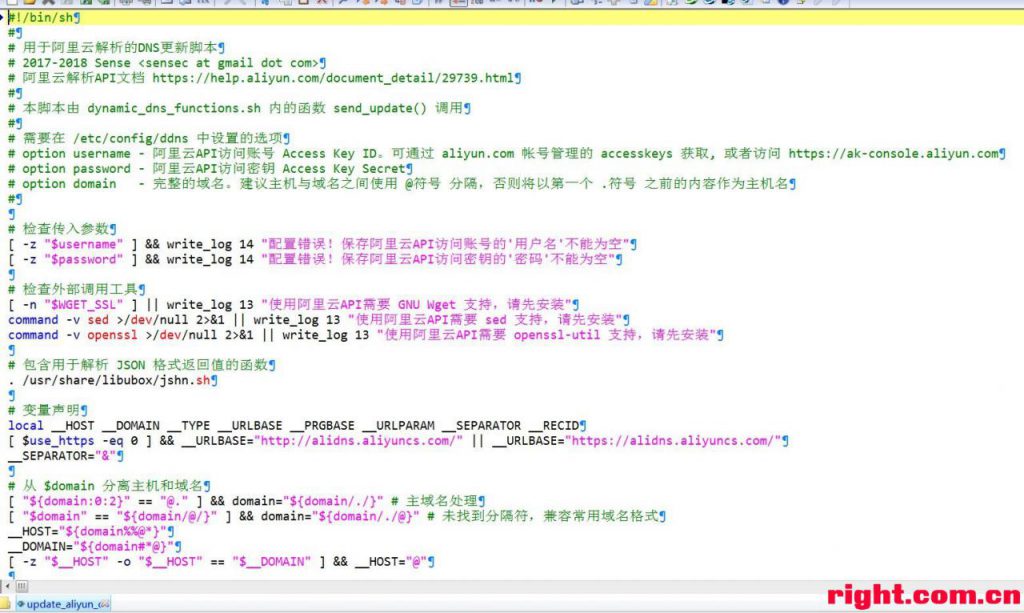 #!/bin/sh¶
#¶
# 用于阿里云解析的DNS更新脚本¶
# 2017-2018 Sense <sensec at gmail dot com>¶
# 阿里云解析API文档 https://help.aliyun.com/document_detail/29739.html¶
#¶
# 本脚本由 dynamic_dns_functions.sh 内的函数 send_update() 调用¶
#¶
# 需要在 /etc/config/ddns 中设置的选项¶
# option username - 阿里云API访问账号 Access Key ID。可通过 aliyun.com 帐号管理的 accesskeys 获取, 或者访问 https://ak-console.aliyun.com¶
# option password - 阿里云API访问密钥 Access Key Secret¶
# option domain   - 完整的域名。建议主机与域名之间使用 @符号 分隔，否则将以第一个 .符号 之前的内容作为主机名¶
#¶
¶
# 检查传入参数¶
[ -z "$username" ] && write_log 14 "配置错误！保存阿里云API访问账号的'用户名'不能为空"¶
[ -z "$password" ] && write_log 14 "配置错误！保存阿里云API访问密钥的'密码'不能为空"¶
¶
# 检查外部调用工具¶
[ -n "$WGET_SSL" ] || write_log 13 "使用阿里云API需要 GNU Wget 支持，请先安装"¶
command -v sed >/dev/null 2>&1 || write_log 13 "使用阿里云API需要 sed 支持，请先安装"¶
command -v openssl >/dev/null 2>&1 || write_log 13 "使用阿里云API需要 openssl-util 支持，请先安装"¶
¶
# 包含用于解析 JSON 格式返回值的函数¶
. /usr/share/libubox/jshn.sh¶
¶
# 变量声明¶
local __HOST __DOMAIN __TYPE __URLBASE __PRGBASE __URLPARAM __SEPARATOR __RECID¶
[ $use_https -eq 0 ] && __URLBASE="http://alidns.aliyuncs.com/" || __URLBASE="https://alidns.aliyuncs.com/"¶
__SEPARATOR="&"¶
¶
# 从 $domain 分离主机和域名¶
[ "${domain:0:2}" == "@." ] && domain="${domain/./}" # 主域名处理¶
[ "$domain" == "${domain/@/}" ] && domain="${domain/./@}" # 未找到分隔符，兼容常用域名格式¶
__HOST="${domain%%@*}"¶
__DOMAIN="${domain#*@}"¶
[ -z "$__HOST" -o "$__HOST" == "$__DOMAIN" ] && __HOST="@"¶
¶
update_aliyun_
right.com.cn